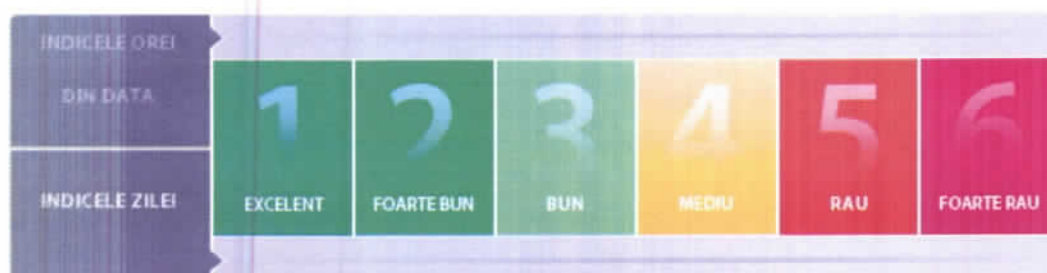 INDICELE OREI
DIN DATA
INDICELE ZILEI
1 2 3 4 5 6
EXCELENT FOARTE BUN BUN MEDIU RAU FOARTE RAU